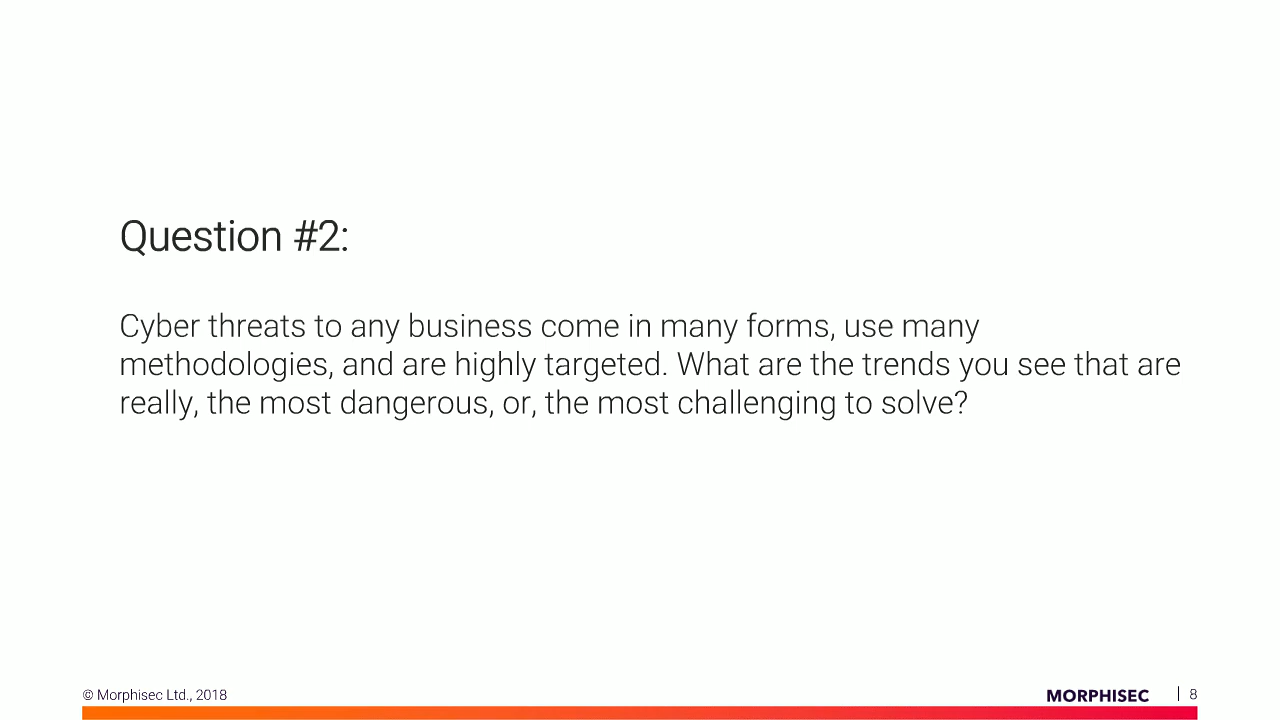 Question #2:
Cyber threats to any business come in many forms, use many
methodologies, and are highly targeted. What are the trends you see that are
really, the most dangerous, or, the most challenging to solve?
© Morphisec Ltd., 2018
MORPHISEC | 8